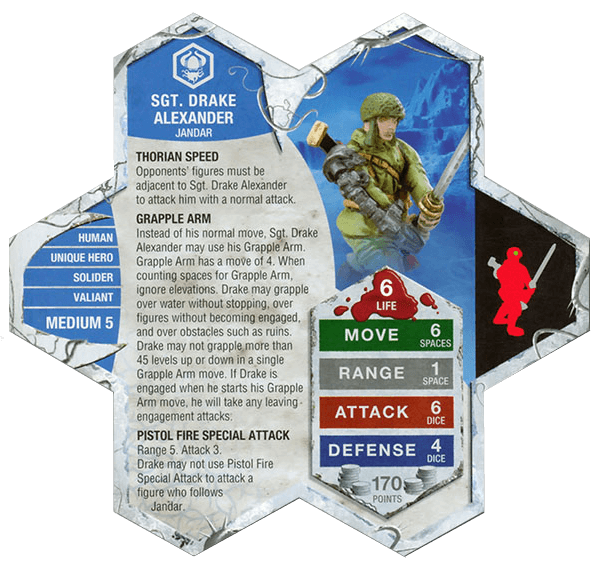 SGT. DRAKE
ALEXANDER
JANDAR
THORIAN SPEED
Opponents' figures must be
adjacent to Sgt. Drake Alexander
to attack him with a normal attack.
GRAPPLE ARM
Instead of his normal move, Sgt. Drake
Alexander may use his Grapple Arm.
Grapple Arm has a move of 4. When
counting spaces for Grapple Arm,
ignore elevations. Drake may grapple
over water without stopping, over
figures without becoming engaged,
and over obstacles such as ruins.
Drake may not grapple more than
45 levels up or down in a single
Grapple Arm move. If Drake is
engaged when he starts his Grapple
Arm move, he will take any leaving
engagement attacks.
PISTOL FIRE SPECIAL ATTACK
Range 5. Attack 3.
Drake may not use Pistol Fire
Special Attack to attack a
figure who follows
Jandar.
HUMAN
UNIQUE HERO
SOLIDER
VALIANT
MEDIUM 5
6
LIFE
MOVE 6
SPACES
RANGE 1
SPACE
ATTACK 6
DICE
DEFENSE 4
DICE
170
POINTS